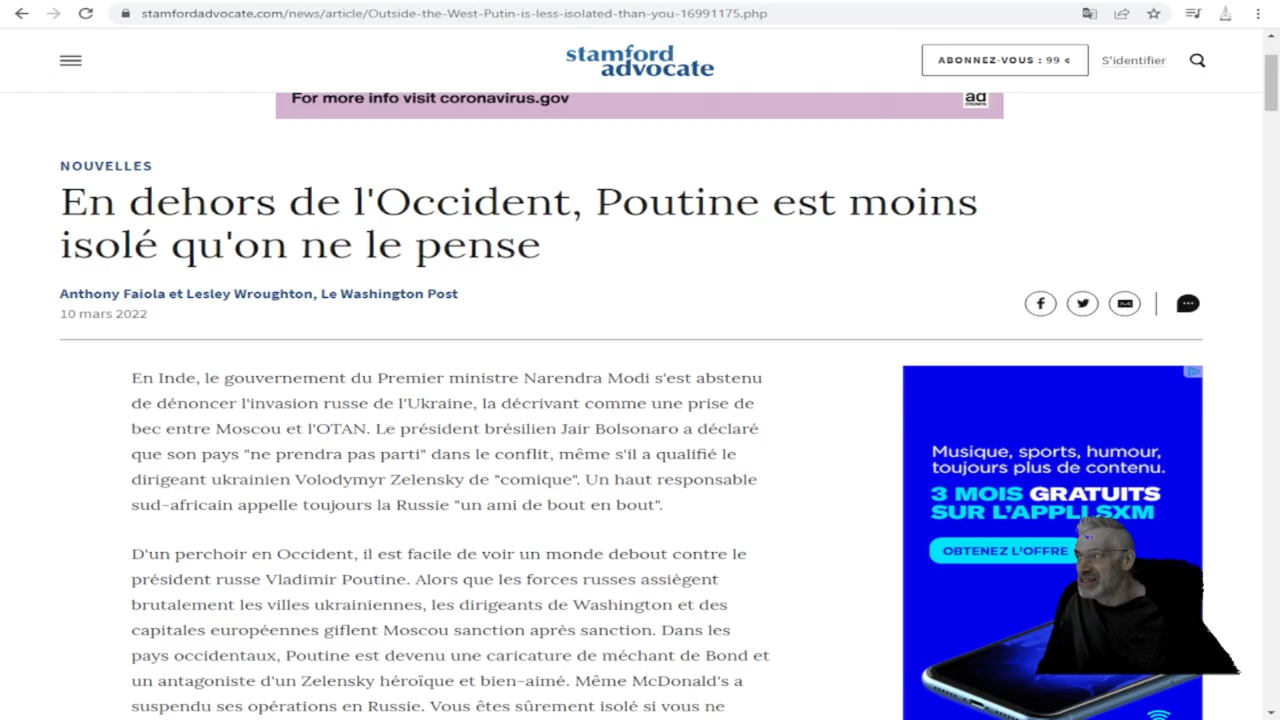 stamfordadvocate.com/news/article/Outside-the-West-Putin-is-less-isolated-than-you-16991175.php
stamford
advocate
ABONNEZ-VOUS : 99 ¢
S'identifier
For more info visit coronavirus.gov
ad
COUNCIL
NOUVELLES
En dehors de l'Occident, Poutine est moins
isolé qu'on ne le pense
Anthony Faiola et Lesley Wroughton, Le Washington Post
10 mars 2022
En Inde, le gouvernement du Premier ministre Narendra Modi s'est abstenu
de dénoncer l'invasion russe de l'Ukraine, la décrivant comme une prise de
bec entre Moscou et l'OTAN. Le président brésilien Jair Bolsonaro a déclaré
que son pays "ne prendra pas parti" dans le conflit, même s'il a qualifié le
dirigeant ukrainien Volodymyr Zelensky de "comique". Un haut responsable
sud-africain appelle toujours la Russie "un ami de bout en bout".
D'un perchoir en Occident, il est facile de voir un monde debout contre le
président russe Vladimir Poutine. Alors que les forces russes assiègent
brutalement les villes ukrainiennes, les dirigeants de Washington et des
capitales européennes giflent Moscou sanction après sanction. Dans les
pays occidentaux, Poutine est devenu une caricature de méchant de Bond et
un antagoniste d'un Zelensky héroïque et bien-aimé. Même McDonald's a
suspendu ses opérations en Russie. Vous êtes sûrement isolé si vous ne
Musique, sports, humour,
toujours plus de contenu.
3 MOIS GRATUITS
SUR L'APPLI SXM
OBTENEZ L'OFFRE